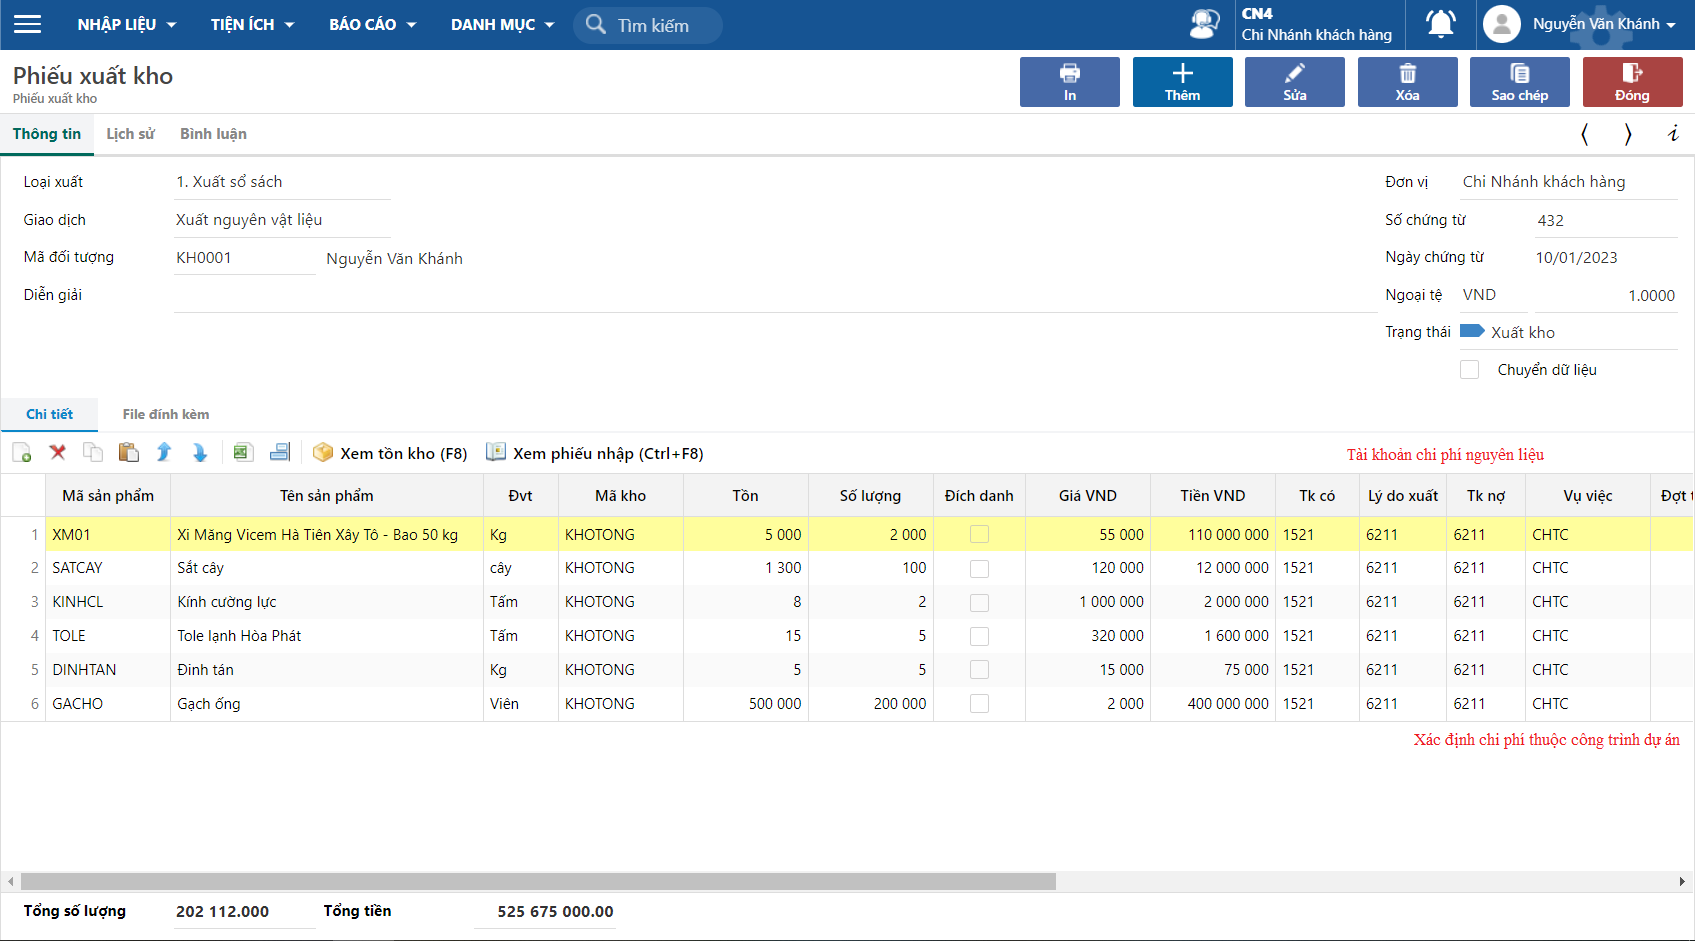 NHẬP LIỆU TIỆN ÍCH BÁO CÁO DANH MỤC Tìm kiếm CN4
Chi Nhánh khách hàng Nguyễn Văn Khánh
Phiếu xuất kho
Phiếu xuất kho
In Thêm Sửa Xóa Sao chép Đóng
Thông tin Lịch sử Bình luận
Loại xuất 1. Xuất sổ sách Đơn vị Chi Nhánh khách hàng
Giao dịch Xuất nguyên vật liệu Số chứng từ 432
Mã đối tượng KH0001 Nguyễn Văn Khánh Ngày chứng từ 10/01/2023
Diễn giải Ngoại tệ VND 1.0000
Trạng thái Xuất kho
Chuyển dữ liệu
Chi tiết File đính kèm
Xem tồn kho (F8) Xem phiếu nhập (Ctrl+F8) Tài khoản chi phí nguyên liệu
Mã sản phẩm Tên sản phẩm Đvt Mã kho Tồn Số lượng Đích danh Giá VND Tiền VND Tk có Lý do xuất Tk nợ Vụ việc Đợt t
1 XM01 Xi Măng Vicem Hà Tiên Xây Tô - Bao 50 kg Kg KHOTONG 5 000 2 000 55 000 110 000 000 1521 6211 6211 CHTC
2 SATCAY Sắt cây cây KHOTONG 1 300 100 120 000 12 000 000 1521 6211 6211 CHTC
3 KINHCL Kính cường lực Tấm KHOTONG 8 2 1 000 000 2 000 000 1521 6211 6211 CHTC
4 TOLE Tole lạnh Hòa Phát Tấm KHOTONG 15 5 320 000 1 600 000 1521 6211 6211 CHTC
5 DINHTAN Đinh tán Kg KHOTONG 5 5 15 000 75 000 1521 6211 6211 CHTC
6 GACHO Gạch ống Viên KHOTONG 500 000 200 000 2 000 400 000 000 1521 6211 6211 CHTC
Xác định chi phí thuộc công trình dự án
Tổng số lượng 202 112.000 Tổng tiền 525 675 000.00